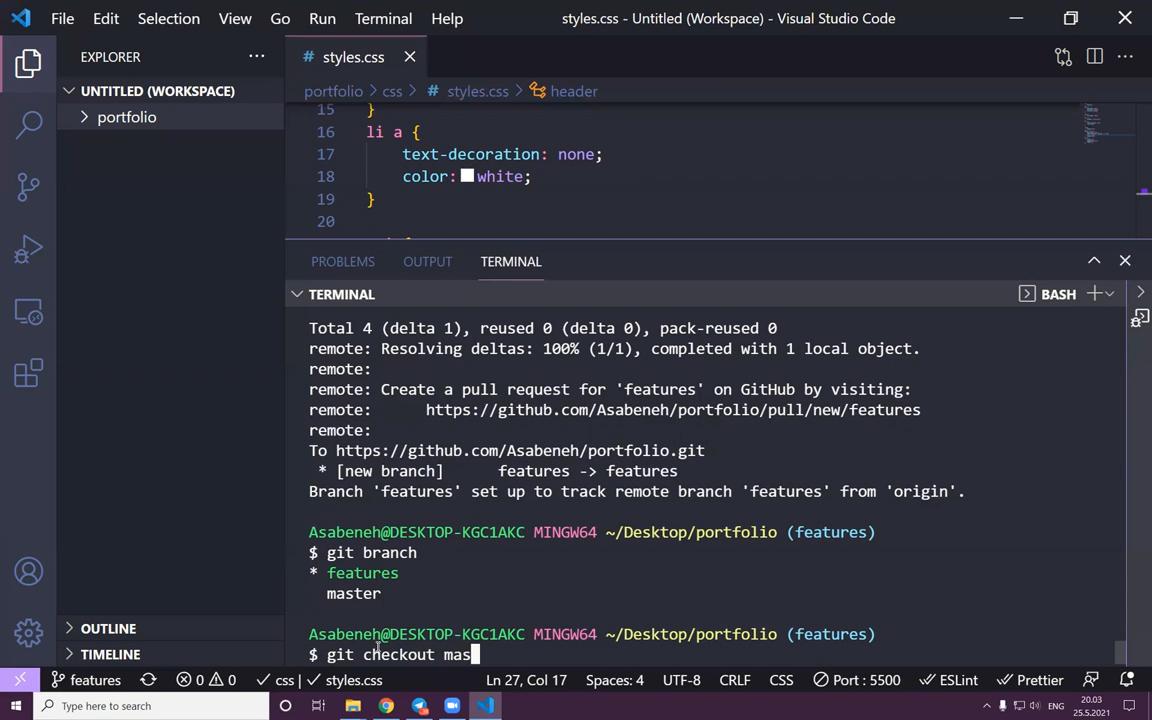 File Edit Selection View Go Run Terminal Help styles.css - Untitled (Workspace) - Visual Studio Code
EXPLORER
# styles.css
UNTITLED (WORKSPACE)
portfolio > css > # styles.css > header
portfolio
15 }
16 li a {
17 text-decoration: none;
18 color: white;
19 }
20
PROBLEMS OUTPUT TERMINAL
TERMINAL
BASH
Total 4 (delta 1), reused 0 (delta 0), pack-reused 0
remote: Resolving deltas: 100% (1/1), completed with 1 local object.
remote:
remote: Create a pull request for 'features' on GitHub by visiting:
remote: https://github.com/Asabeneh/portfolio/pull/new/features
remote:
To https://github.com/Asabeneh/portfolio.git
* [new branch] features -> features
Branch 'features' set up to track remote branch 'features' from 'origin'.
Asabeneh@DESKTOP-KGC1AKC MINGW64 ~/Desktop/portfolio (features)
$ git branch
* features
master
Asabeneh@DESKTOP-KGC1AKC MINGW64 ~/Desktop/portfolio (features)
$ git checkout mas
OUTLINE
TIMELINE
features 0 0 css | styles.css Ln 27, Col 17 Spaces: 4 UTF-8 CRLF CSS Port : 5500 ESLint Prettier
Type here to search
ENG
20.03
25.5.2021